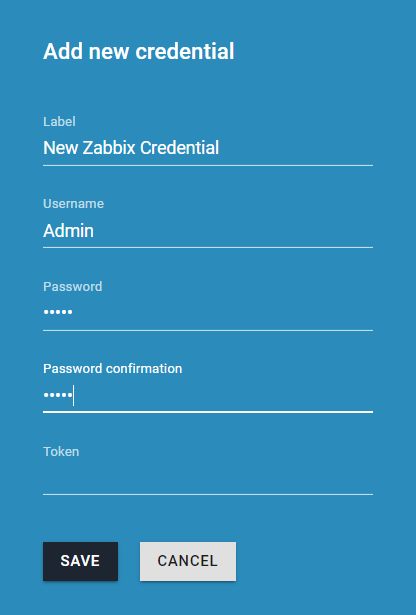 Add new credential
Label
New Zabbix Credential
Username
Admin
Password
•••••
Password confirmation
•••••
Token
SAVE
CANCEL